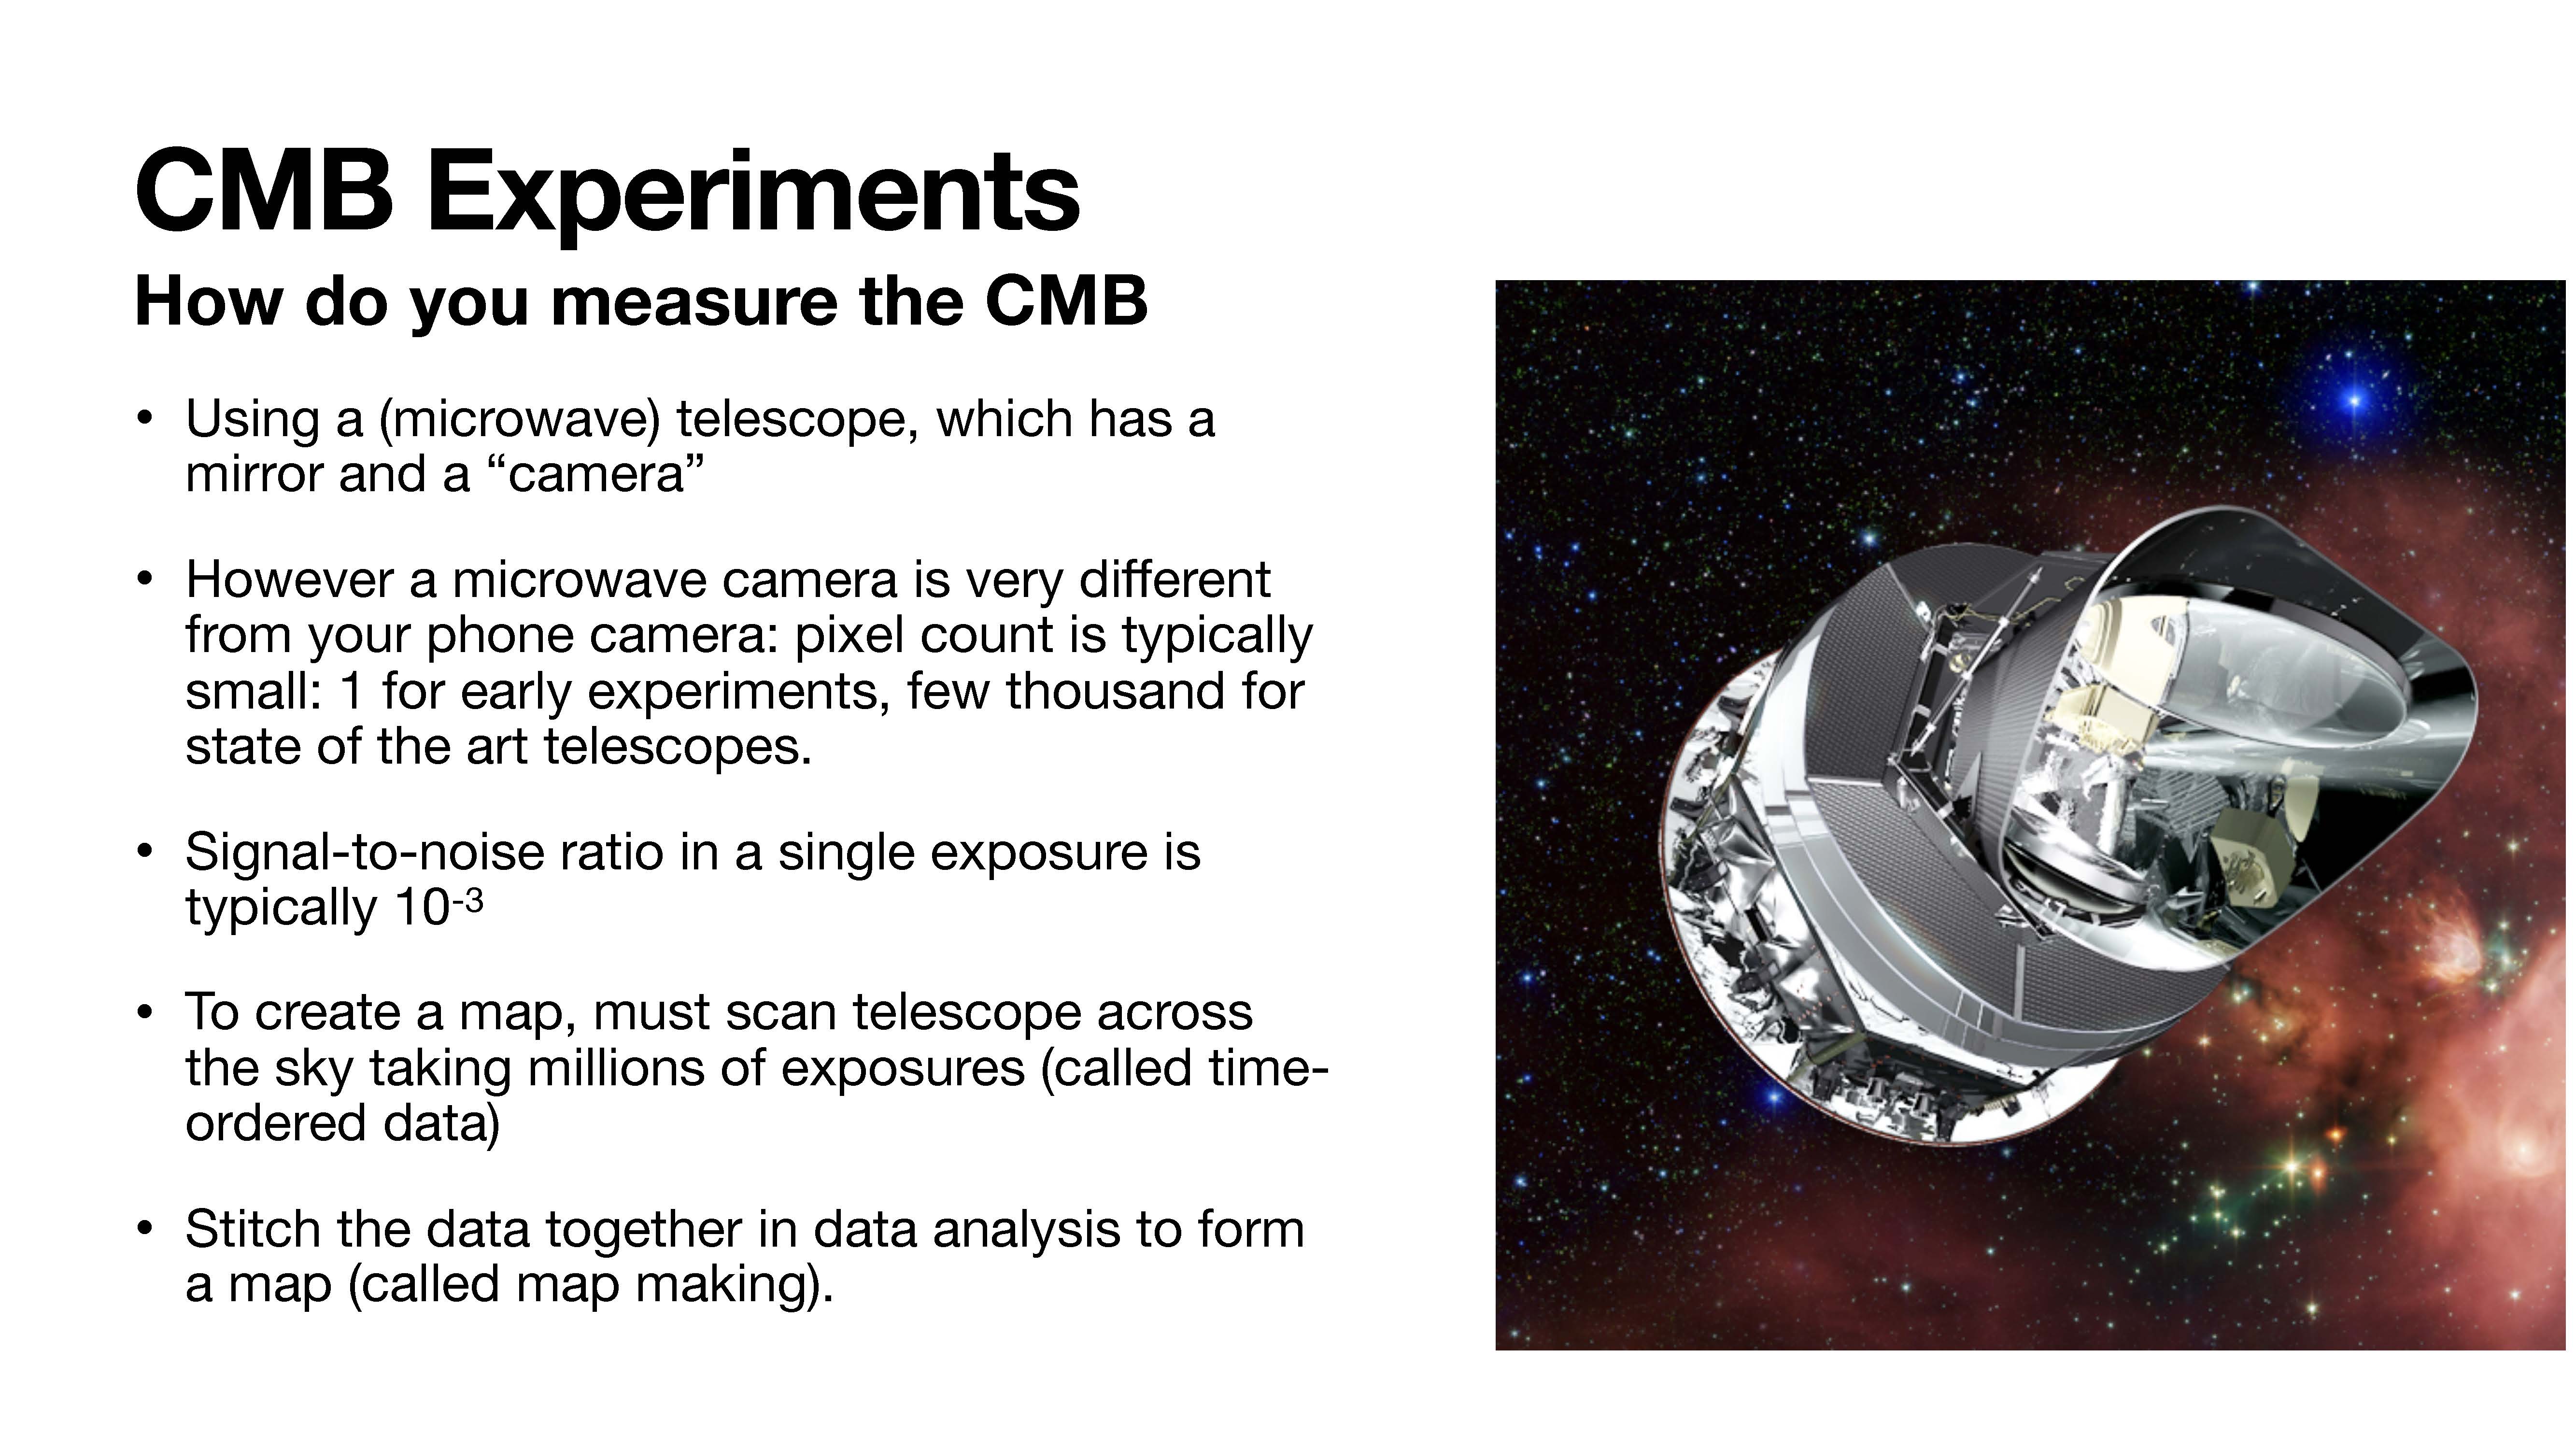 CMB Experiments
How do you measure the CMB
• Using a (microwave) telescope, which has a
mirror and a “camera”
• However a microwave camera is very different
from your phone camera: pixel count is typically
small: 1 for early experiments, few thousand for
state of the art telescopes.
• Signal-to-noise ratio in a single exposure is
typically 10⁻³
• To create a map, must scan telescope across
the sky taking millions of exposures (called time-
ordered data)
• Stitch the data together in data analysis to form
a map (called map making).